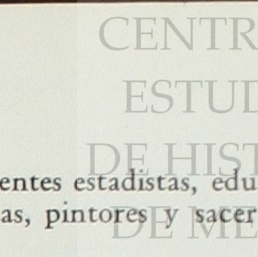 CENTR
ESTUD
DE HIST
entes estadistas, edu
DE ME
as, pintores y sacer